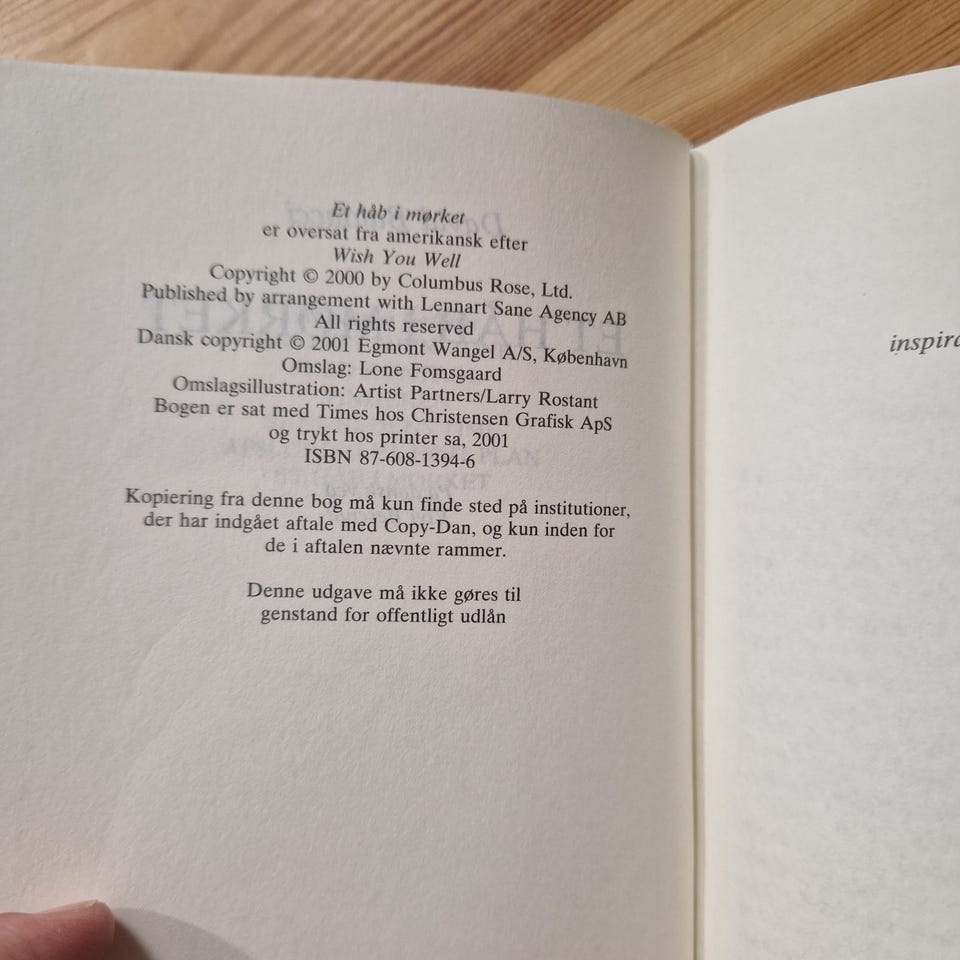 Et håb i mørket
er oversat fra amerikansk efter
Wish You Well
Copyright © 2000 by Columbus Rose, Ltd.
Published by arrangement with Lennart Sane Agency AB
All rights reserved
Dansk copyright © 2001 Egmont Wangel A/S, København
Omslag: Lone Fomsgaard
Omslagsillustration: Artist Partners/Larry Rostant
Bogen er sat med Times hos Christensen Grafisk ApS
og trykt hos printer sa, 2001
ISBN 87-608-1394-6
Kopiering fra denne bog må kun finde sted på institutioner,
der har indgået aftale med Copy-Dan, og kun inden for
de i aftalen nævnte rammer.
Denne udgave må ikke gøres til
genstand for offentligt udlån